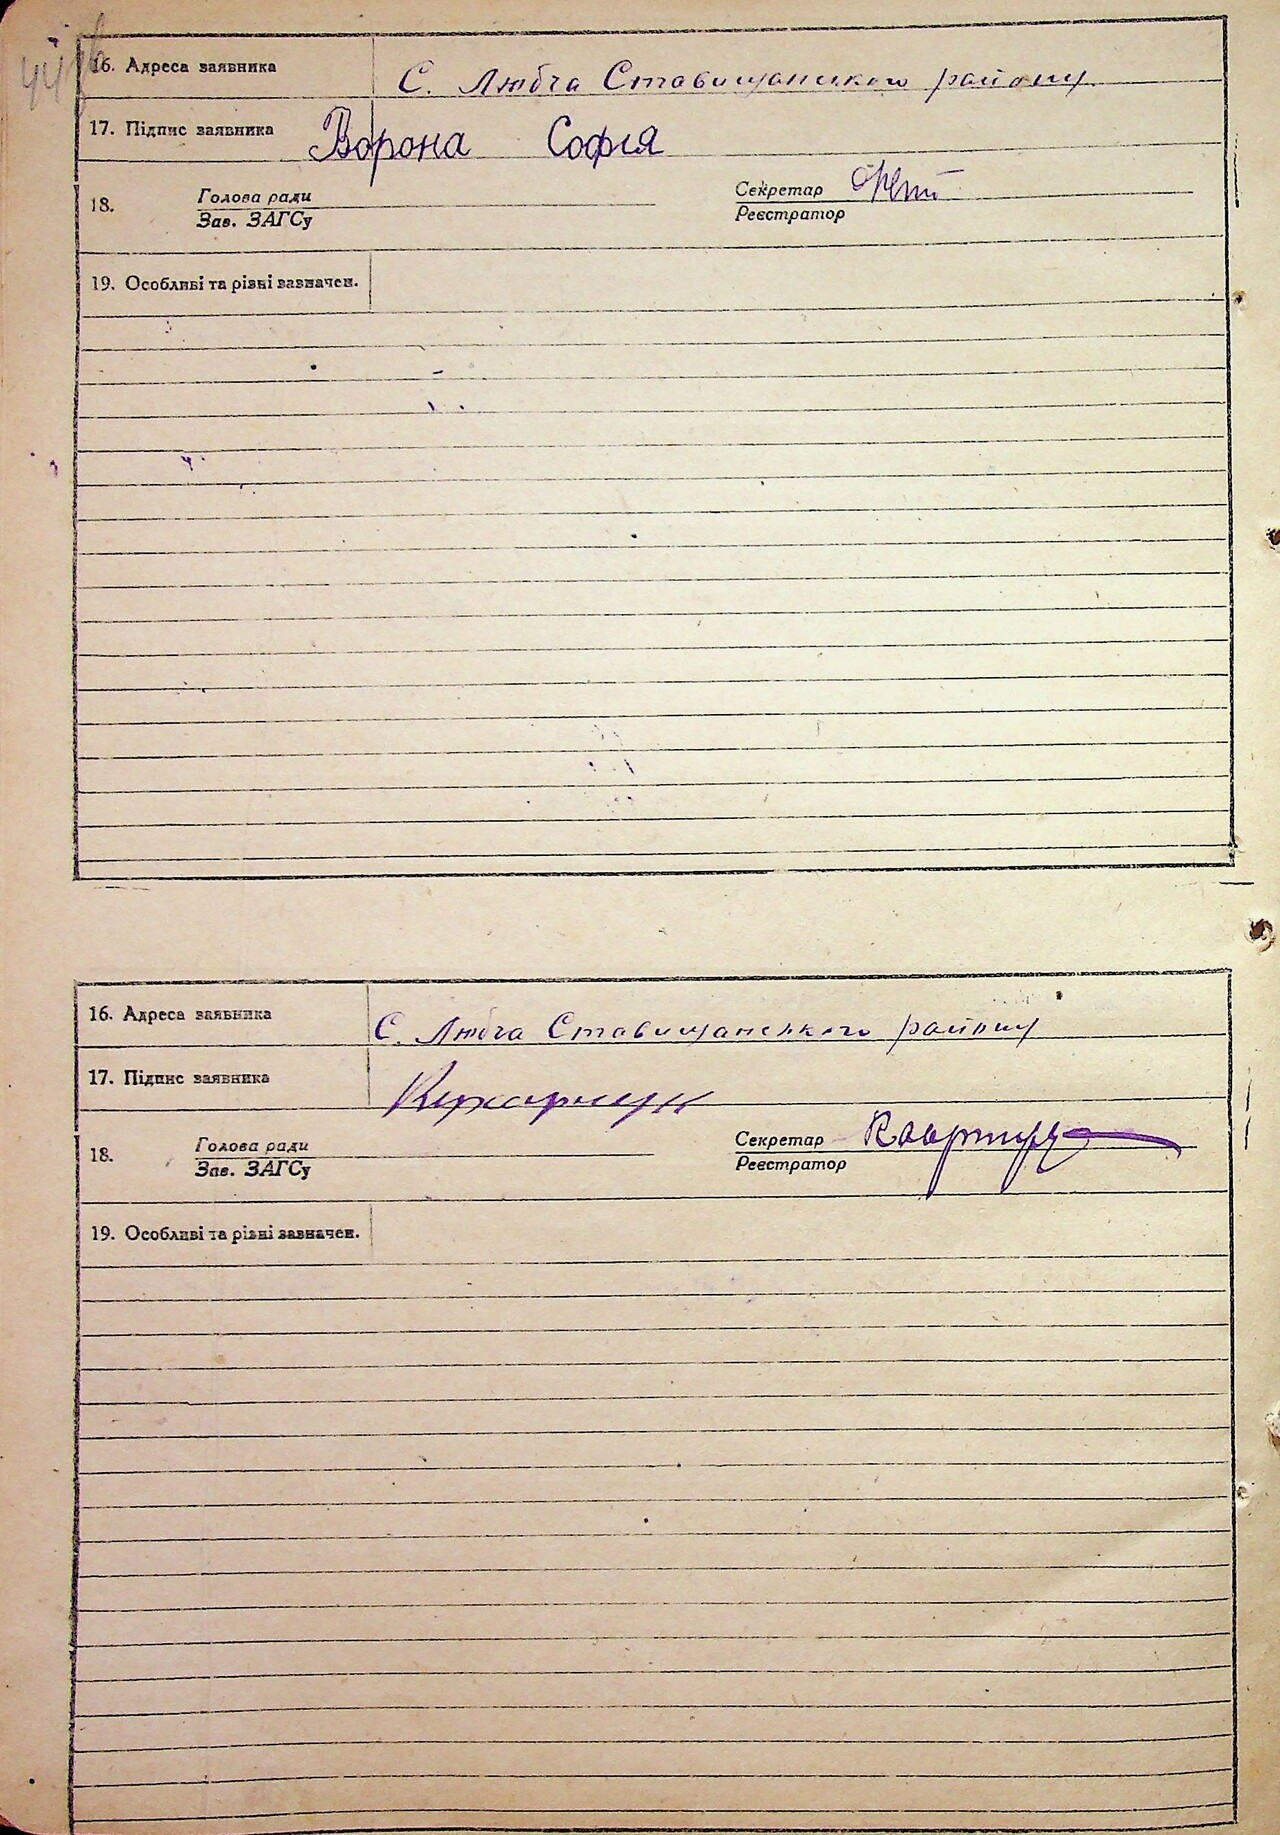 16. Адреса заявника С. Любча Ставищанського району
17. Підпис заявника Ворона Софія
18. Голова ради Секретар
Зав. ЗАГСу Реєстратор
19. Особливі та різні зазначен.
16. Адреса заявника С. Любча Ставищанського району
17. Підпис заявника
18. Голова ради Секретар
Зав. ЗАГСу Реєстратор
19. Особливі та різні зазначен.